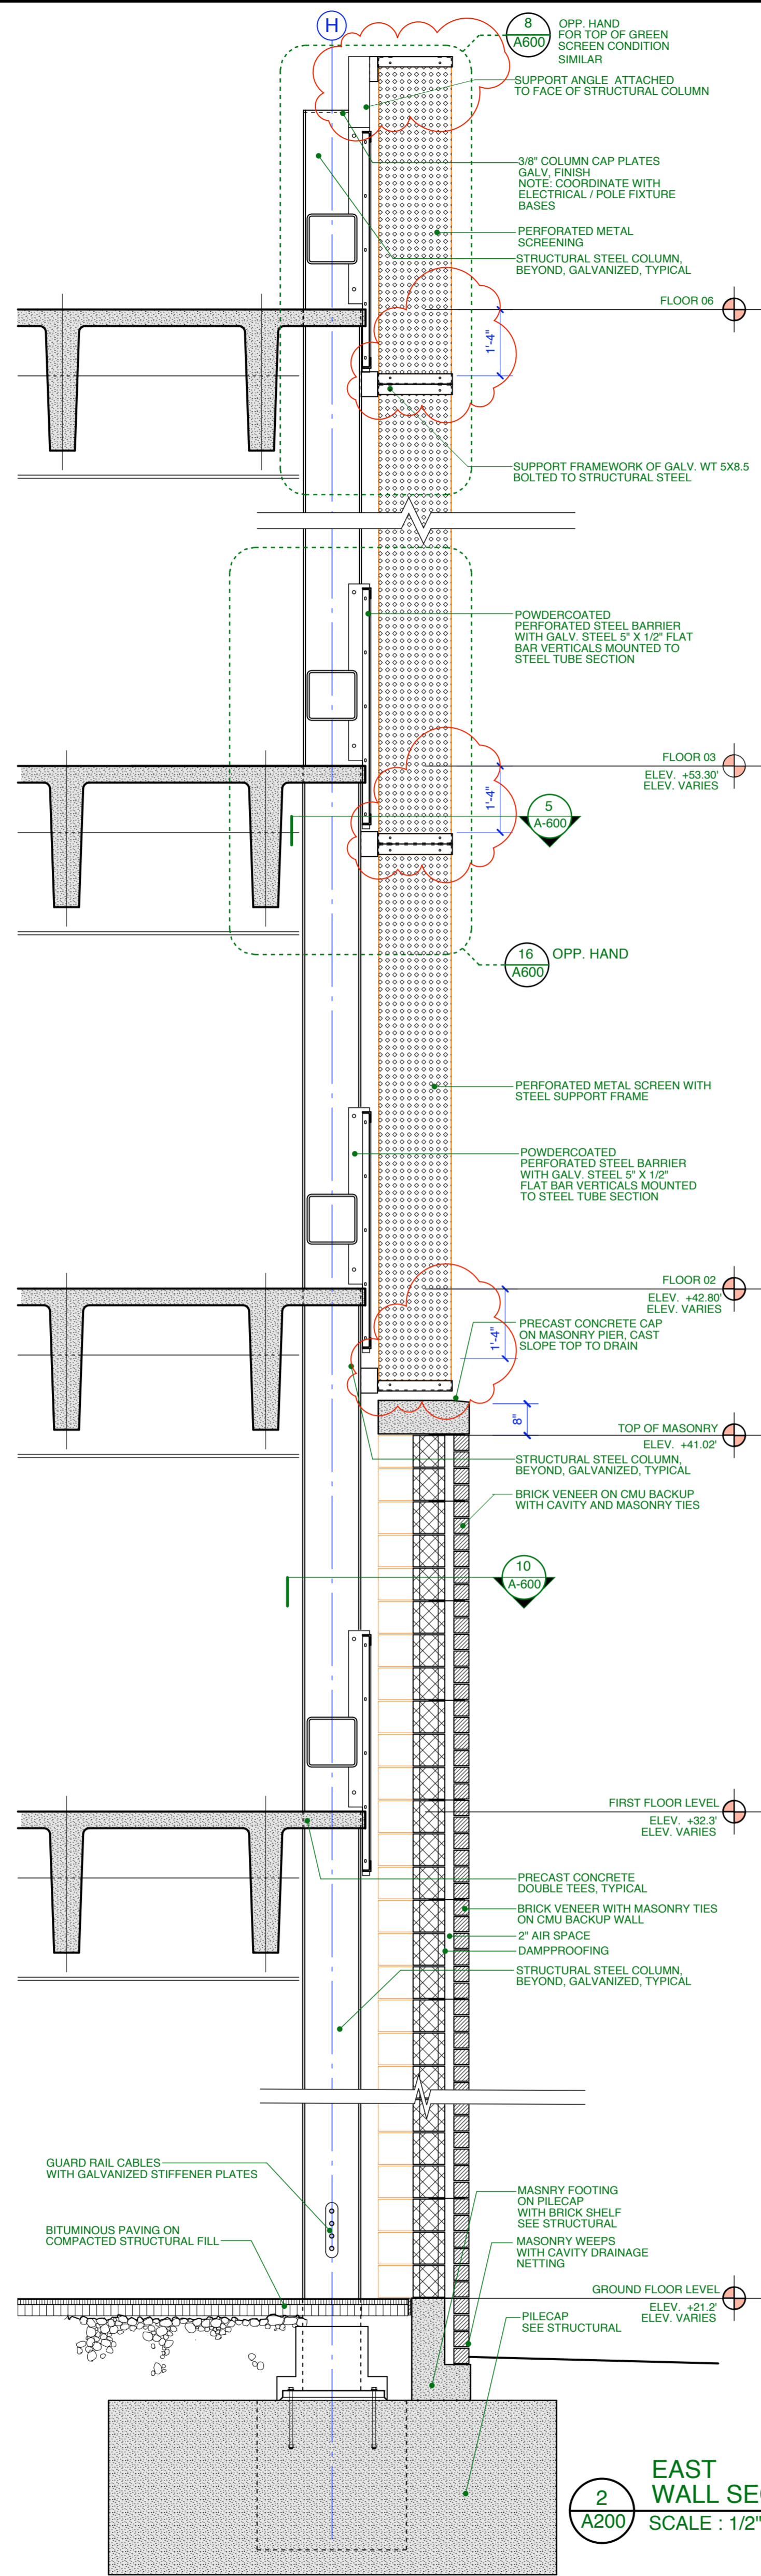 H
8
A600
OPP. HAND
FOR TOP OF GREEN
SCREEN CONDITION
SIMILAR
SUPPORT ANGLE ATTACHED
TO FACE OF STRUCTURAL COLUMN
3/8" COLUMN CAP PLATES
GALV, FINISH
NOTE: COORDINATE WITH
ELECTRICAL / POLE FIXTURE
BASES
PERFORATED METAL
SCREENING
STRUCTURAL STEEL COLUMN,
BEYOND, GALVANIZED, TYPICAL
FLOOR 06
1'-4"
SUPPORT FRAMEWORK OF GALV. WT 5X8.5
BOLTED TO STRUCTURAL STEEL
POWDERCOATED
PERFORATED STEEL BARRIER
WITH GALV. STEEL 5" X 1/2" FLAT
BAR VERTICALS MOUNTED TO
STEEL TUBE SECTION
FLOOR 03
ELEV. +53.30'
ELEV. VARIES
1'-4"
5
A-600
16
A600
OPP. HAND
PERFORATED METAL SCREEN WITH
STEEL SUPPORT FRAME
POWDERCOATED
PERFORATED STEEL BARRIER
WITH GALV. STEEL 5" X 1/2"
FLAT BAR VERTICALS MOUNTED
TO STEEL TUBE SECTION
FLOOR 02
ELEV. +42.80'
ELEV. VARIES
1'-4"
PRECAST CONCRETE CAP
ON MASONRY PIER, CAST
SLOPE TOP TO DRAIN
8"
TOP OF MASONRY
ELEV. +41.02'
STRUCTURAL STEEL COLUMN,
BEYOND, GALVANIZED, TYPICAL
BRICK VENEER ON CMU BACKUP
WITH CAVITY AND MASONRY TIES
10
A-600
FIRST FLOOR LEVEL
ELEV. +32.3'
ELEV. VARIES
PRECAST CONCRETE
DOUBLE TEES, TYPICAL
BRICK VENEER WITH MASONRY TIES
ON CMU BACKUP WALL
2" AIR SPACE
DAMPPROOFING
STRUCTURAL STEEL COLUMN,
BEYOND, GALVANIZED, TYPICAL
GUARD RAIL CABLES
WITH GALVANIZED STIFFENER PLATES
BITUMINOUS PAVING ON
COMPACTED STRUCTURAL FILL
MASNRY FOOTING
ON PILECAP
WITH BRICK SHELF
SEE STRUCTURAL
MASONRY WEEPS
WITH CAVITY DRAINAGE
NETTING
GROUND FLOOR LEVEL
ELEV. +21.2'
ELEV. VARIES
PILECAP
SEE STRUCTURAL
2
A200
EAST
WALL SE
SCALE : 1/2"